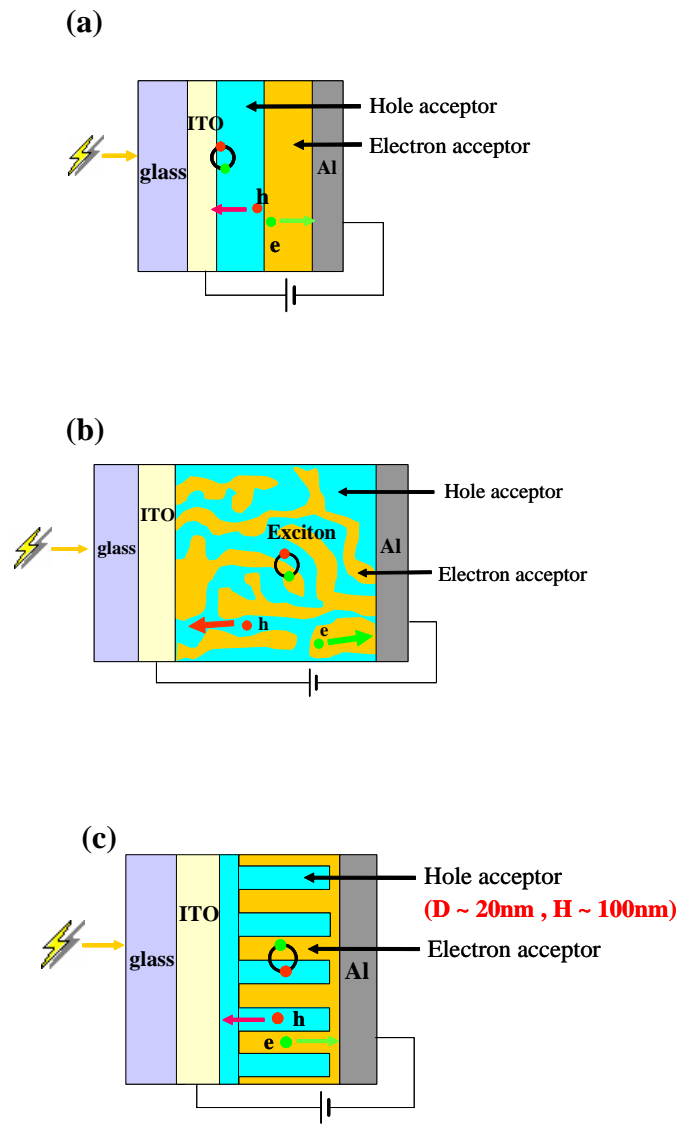 (a)
Hole acceptor
ITO
Electron acceptor
glass
Al
h
e
(b)
Hole acceptor
ITO
Exciton
glass
Al
Electron acceptor
h
e
(c)
Hole acceptor
(D ~ 20nm , H ~ 100nm)
ITO
Electron acceptor
glass
Al
h
e